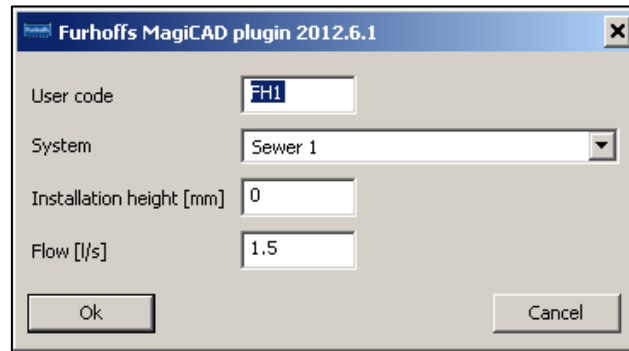 Furhoffs MagiCAD plugin 2012.6.1
User code FH1
System Sewer 1
Installation height [mm] 0
Flow [l/s] 1.5
Ok Cancel